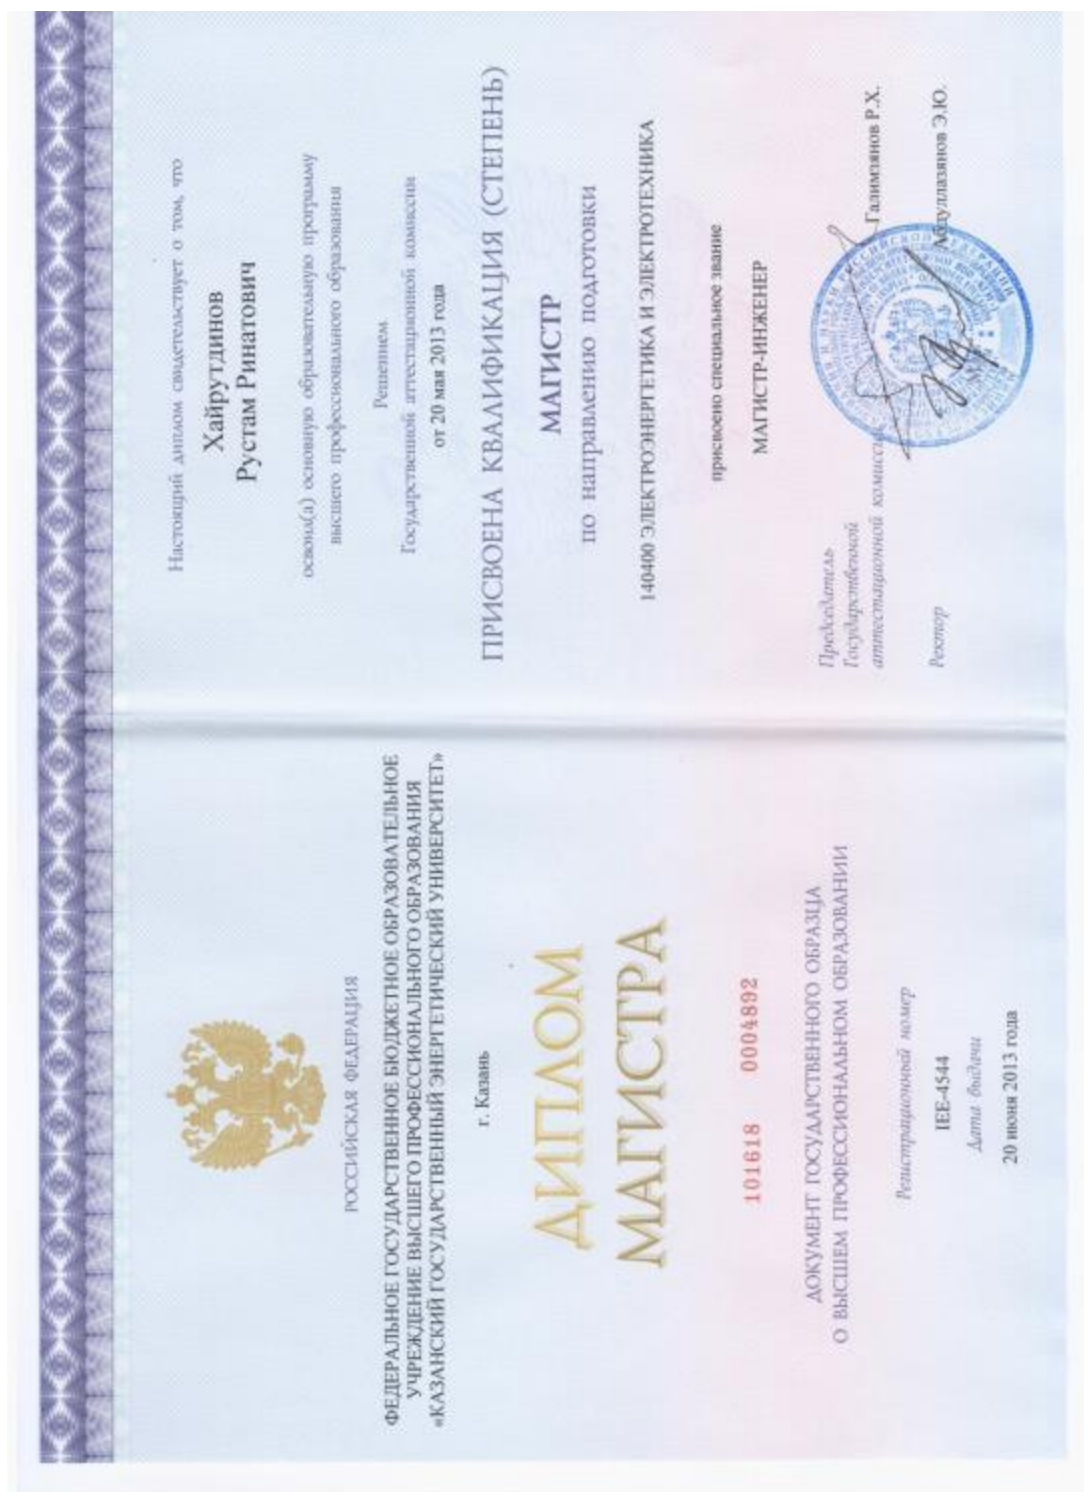 РОССИЙСКАЯ ФЕДЕРАЦИЯ
ФЕДЕРАЛЬНОЕ ГОСУДАРСТВЕННОЕ БЮДЖЕТНОЕ ОБРАЗОВАТЕЛЬНОЕ
УЧРЕЖДЕНИЕ ВЫСШЕГО ПРОФЕССИОНАЛЬНОГО ОБРАЗОВАНИЯ
«КАЗАНСКИЙ ГОСУДАРСТВЕННЫЙ ЭНЕРГЕТИЧЕСКИЙ УНИВЕРСИТЕТ»
г. Казань
ДИПЛОМ
МАГИСТРА
101618 0004892
ДОКУМЕНТ ГОСУДАРСТВЕННОГО ОБРАЗЦА
О ВЫСШЕМ ПРОФЕССИОНАЛЬНОМ ОБРАЗОВАНИИ
Регистрационный номер
IEE-4544
Дата выдачи
20 июня 2013 года
Настоящий диплом свидетельствует о том, что
Хайрутдинов
Рустам Ринатович
освоил(а) основную образовательную программу
высшего профессионального образования
Решением
Государственной аттестационной комиссии
от 20 мая 2013 года
ПРИСВОЕНА КВАЛИФИКАЦИЯ (СТЕПЕНЬ)
МАГИСТР
по направлению подготовки
140400 ЭЛЕКТРОЭНЕРГЕТИКА И ЭЛЕКТРОТЕХНИКА
присвоено специальное звание
МАГИСТР-ИНЖЕНЕР
Председатель
Государственной
аттестационной комиссии Галимзянов Р.Х.
Ректор Абдуллазянов Э.Ю.